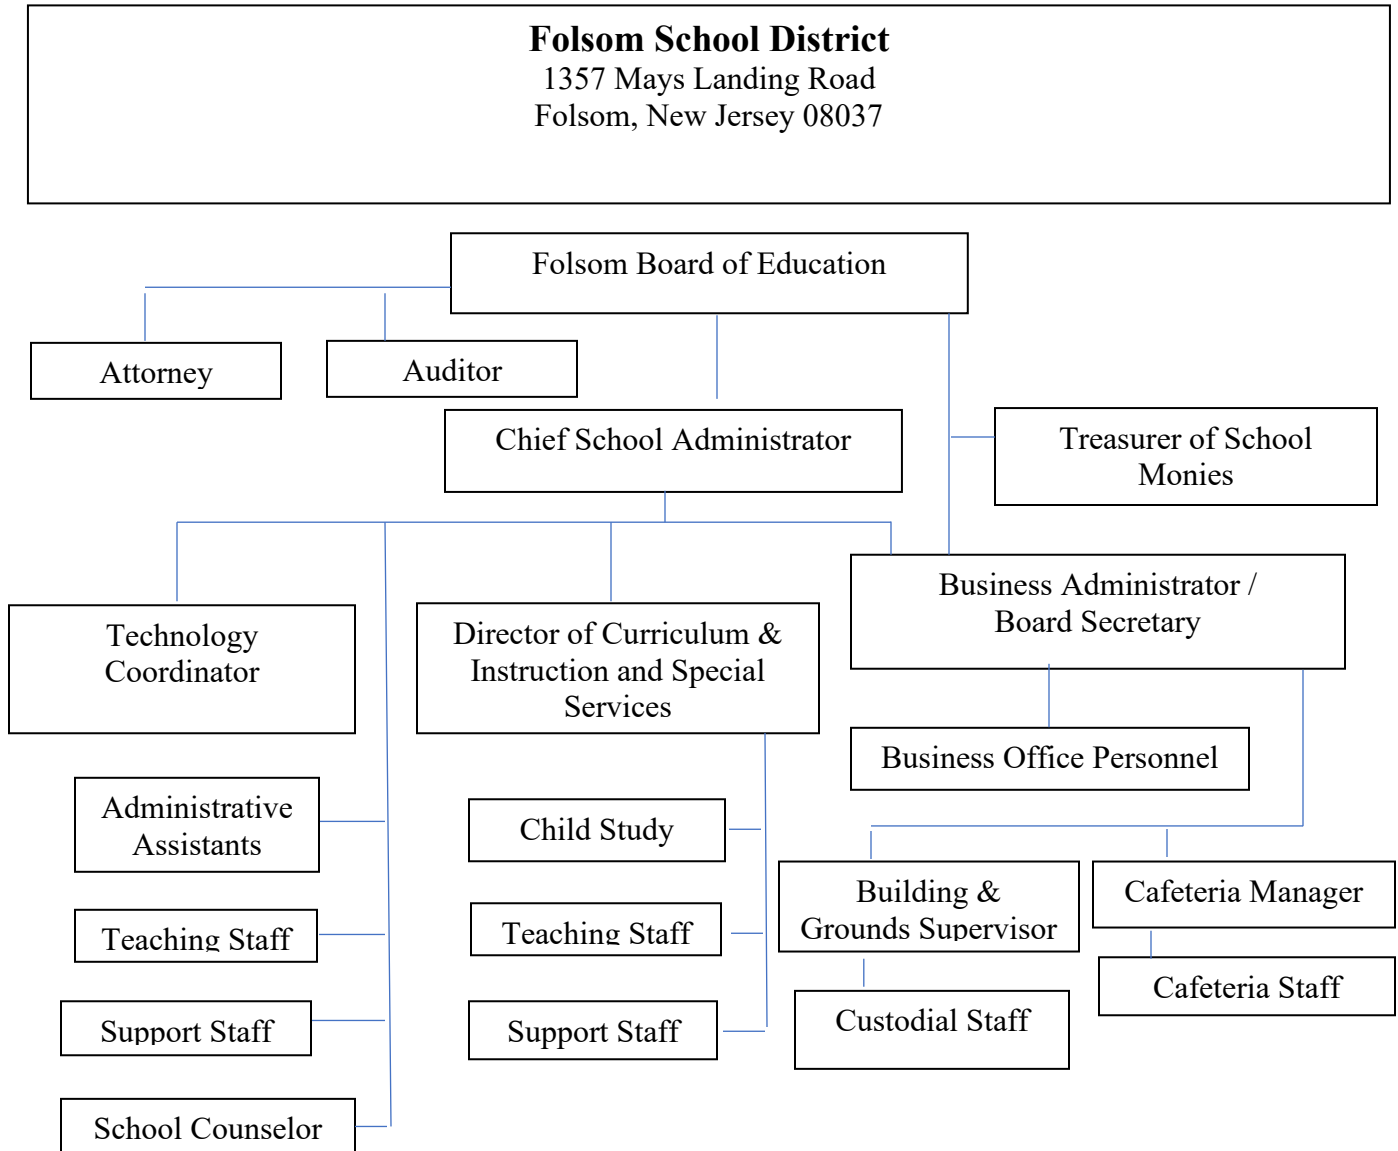 Folsom School District
1357 Mays Landing Road
Folsom, New Jersey 08037
Folsom Board of Education
Attorney
Auditor
Chief School Administrator
Treasurer of School
Monies
Technology
Coordinator
Director of Curriculum &
Instruction and Special
Services
Business Administrator /
Board Secretary
Business Office Personnel
Administrative
Assistants
Teaching Staff
Support Staff
School Counselor
Child Study
Teaching Staff
Support Staff
Building &
Grounds Supervisor
Custodial Staff
Cafeteria Manager
Cafeteria Staff